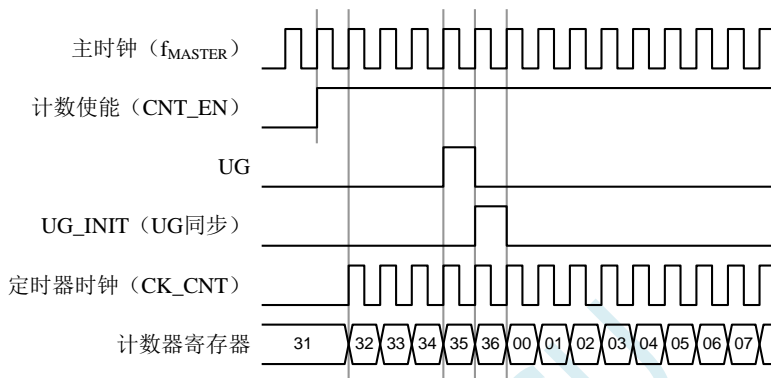 主时钟（fMASTER）
计数使能（CNT_EN）
UG
UG_INIT（UG同步）
定时器时钟（CK_CNT）
计数器寄存器 31 32 33 34 35 36 00 01 02 03 04 05 06 07